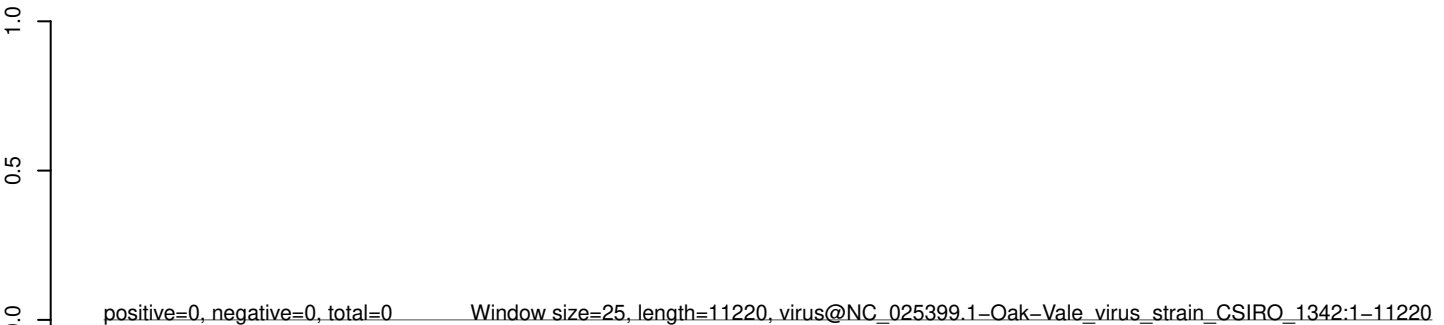 1.0
0.5
0.0
positive=0, negative=0, total=0 Window size=25, length=11220, virus@NC_025399.1−Oak−Vale_virus_strain_CSIRO_1342:1−11220